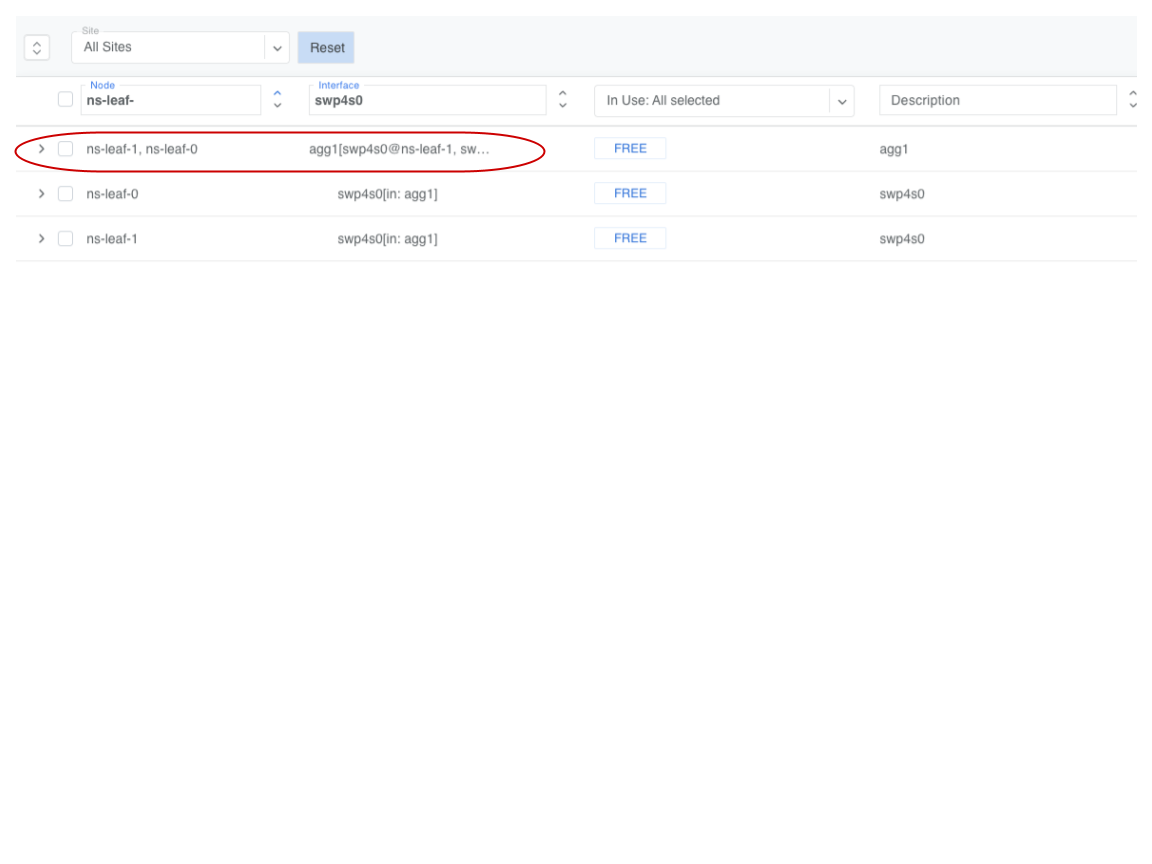 Site
All Sites
Reset
Node
ns-leaf-
Interface
swp4s0
In Use: All selected
Description
ns-leaf-1, ns-leaf-0 agg1[swp4s0@ns-leaf-1, sw... FREE agg1
ns-leaf-0 swp4s0[in: agg1] FREE swp4s0
ns-leaf-1 swp4s0[in: agg1] FREE swp4s0